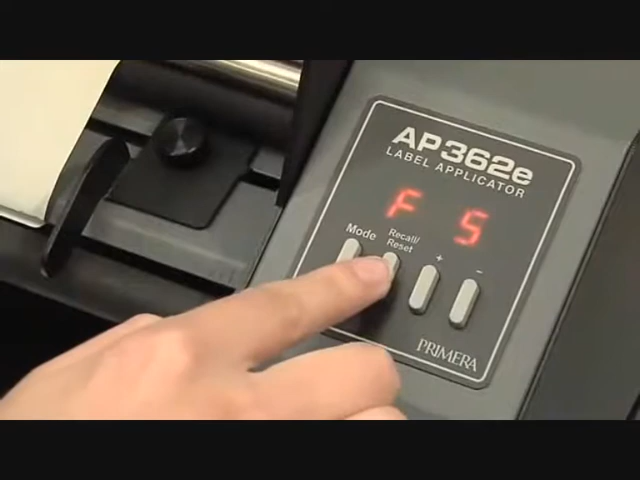 AP362e
LABEL APPLICATOR
F 5
Mode
Recall/
Reset
+
-
PRIMERA